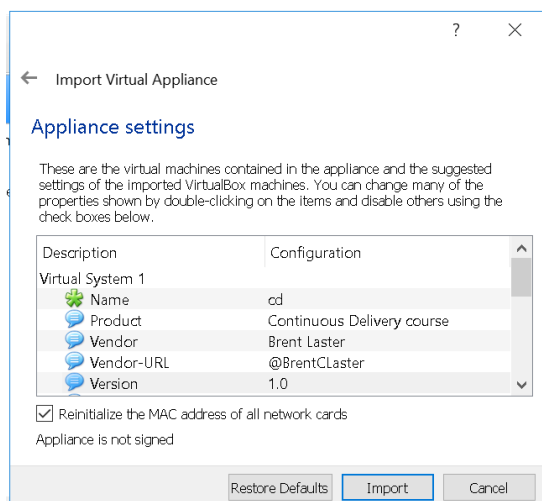 ?
Import Virtual Appliance
Appliance settings
These are the virtual machines contained in the appliance and the suggested
settings of the imported VirtualBox machines. You can change many of the
properties shown by double-clicking on the items and disable others using the
check boxes below.
Description Configuration
Virtual System 1
Name cd
Product Continuous Delivery course
Vendor Brent Laster
Vendor-URL @BrentCLaster
Version 1.0
Reinitialize the MAC address of all network cards
Appliance is not signed
Restore Defaults Import Cancel